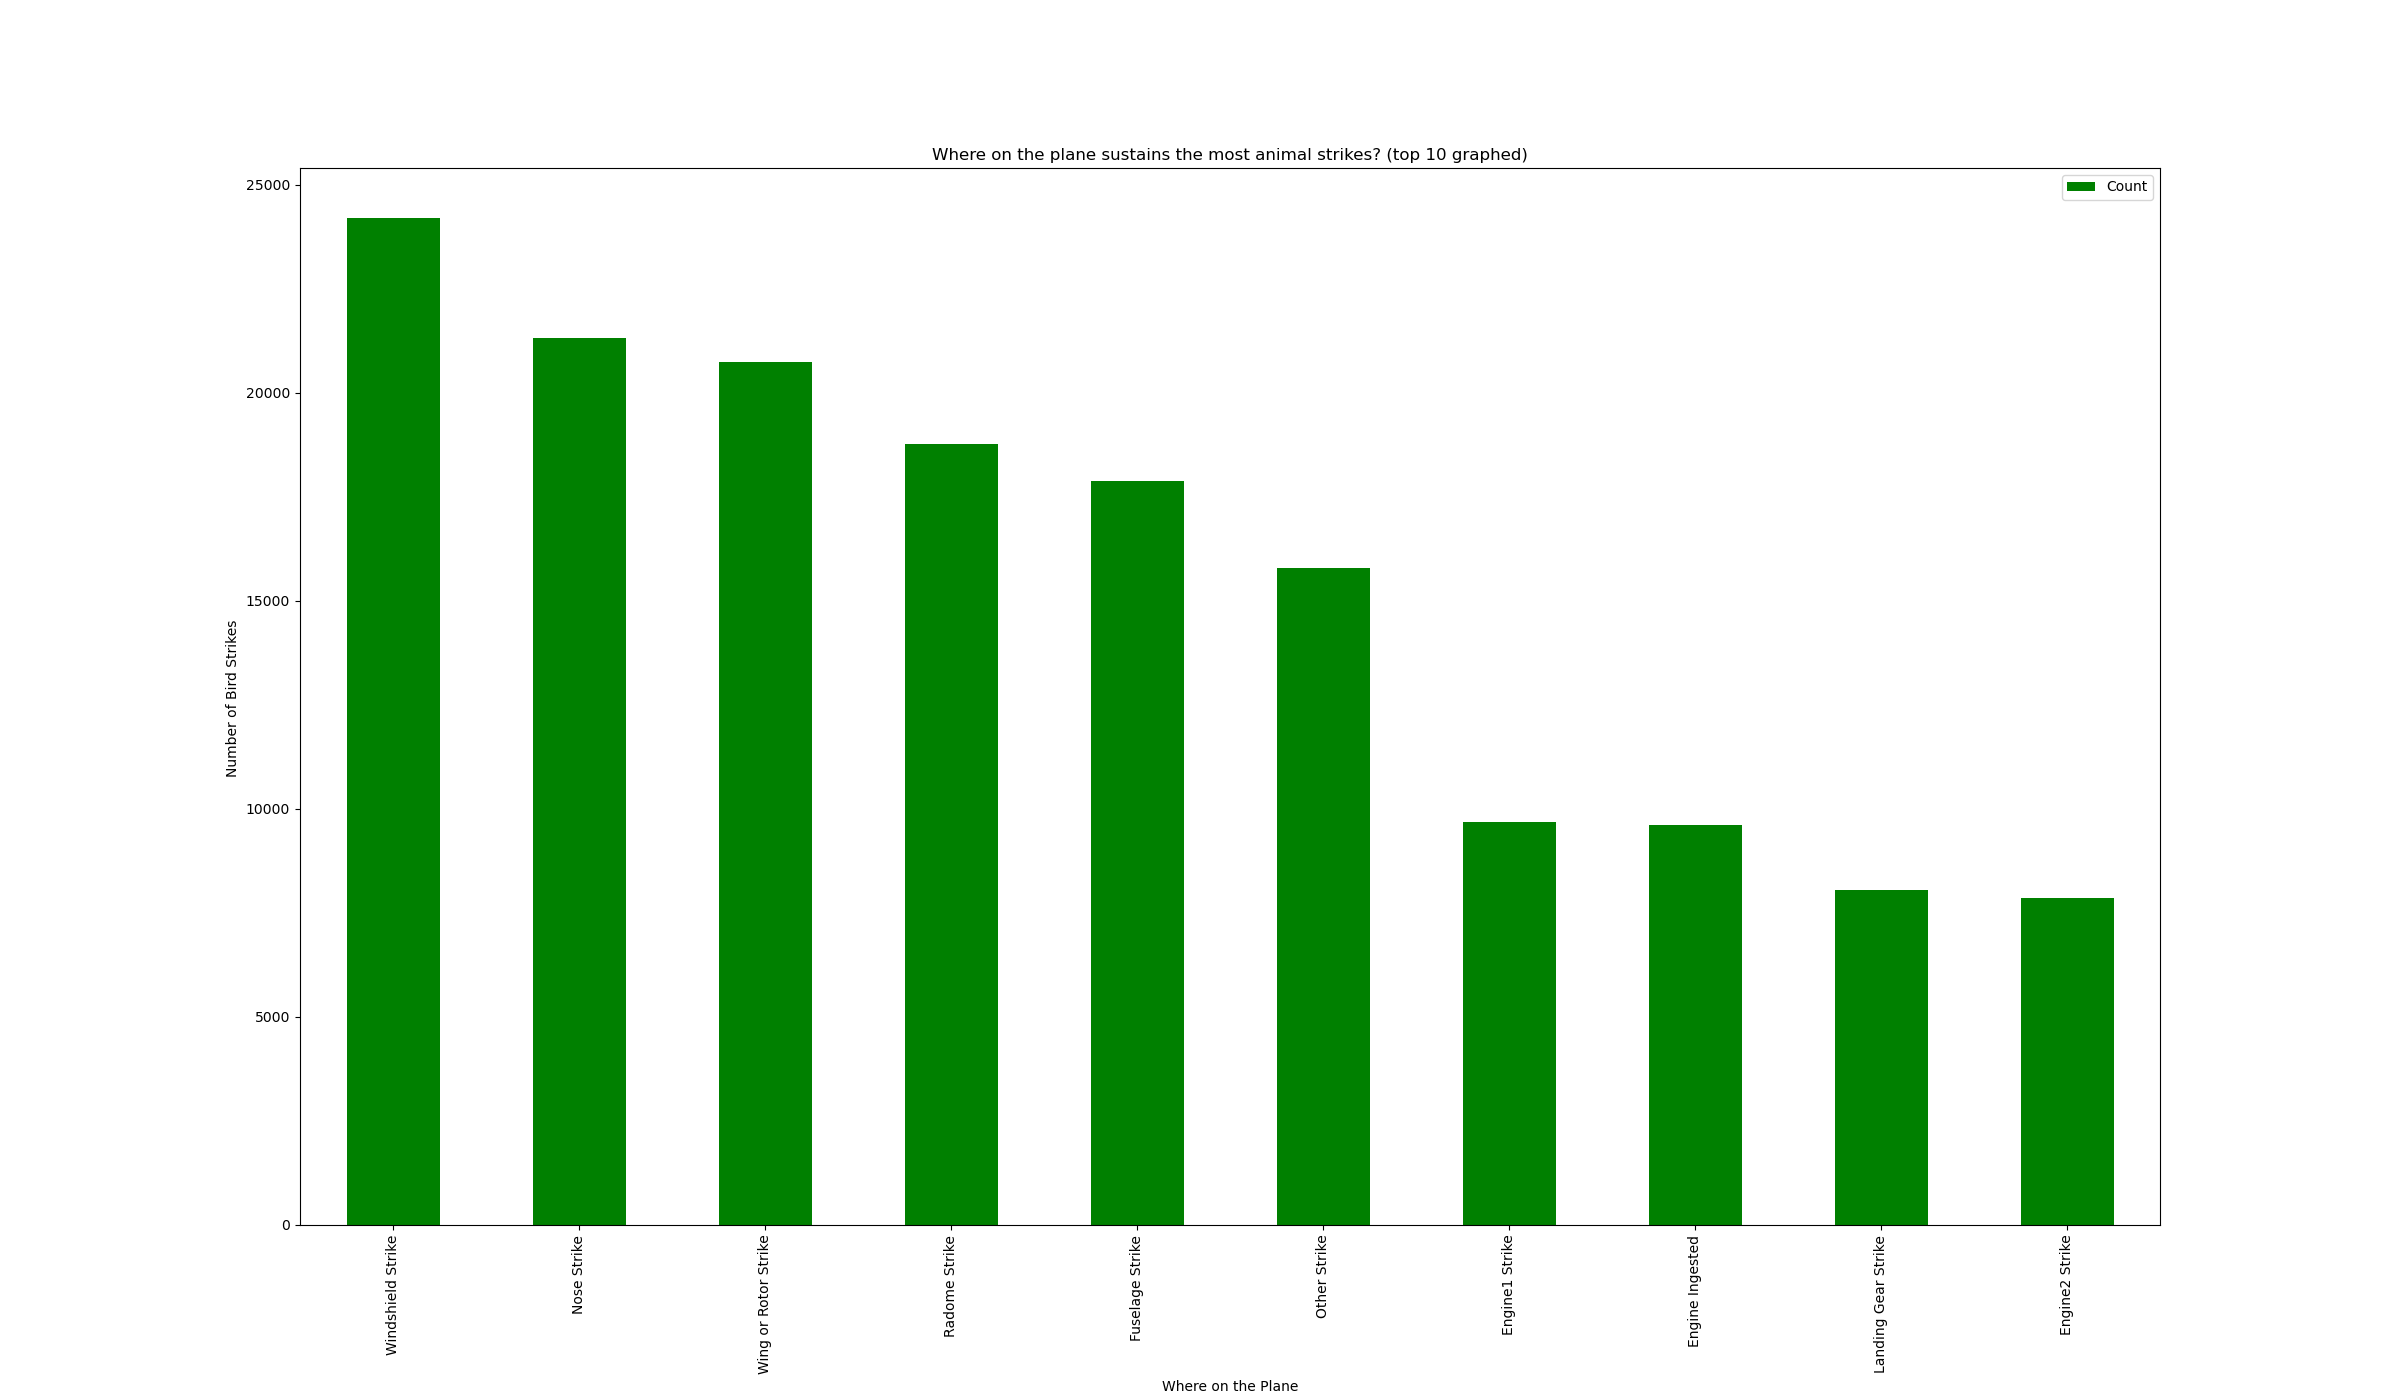 Where on the plane sustains the most animal strikes? (top 10 graphed)
Count
25000
20000
15000
10000
5000
0
Number of Bird Strikes
Windshield Strike
Nose Strike
Wing or Rotor Strike
Radome Strike
Fuselage Strike
Other Strike
Engine1 Strike
Engine Ingested
Landing Gear Strike
Engine2 Strike
Where on the Plane